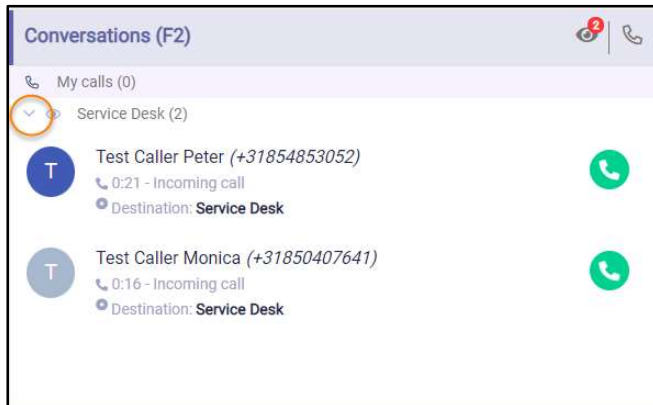 Conversations (F2)
2
My calls (0)
Service Desk (2)
Test Caller Peter (+31854853052)
T
0:21 - Incoming call
Destination: Service Desk
Test Caller Monica (+31850407641)
T
0:16 - Incoming call
Destination: Service Desk